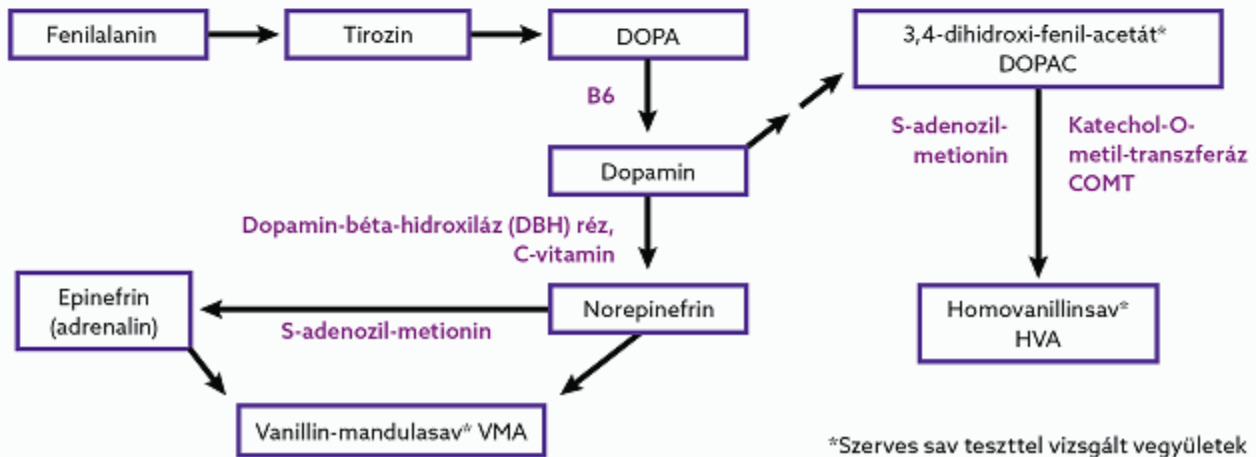 Fenilalanin
Tirozin
DOPA
3,4-dihidroxi-fenil-acetát*
DOPAC
B6
S-adenozil-
metionin
Katechol-O-
metil-transzferáz
COMT
Dopamin
Dopamin-béta-hidroxiláz (DBH) réz,
C-vitamin
Epinefrin
(adrenalin)
S-adenozil-metionin
Norepinefrin
Homovanillinsav*
HVA
Vanillin-mandulasav* VMA
*Szerves sav teszttel vizsgált vegyületek